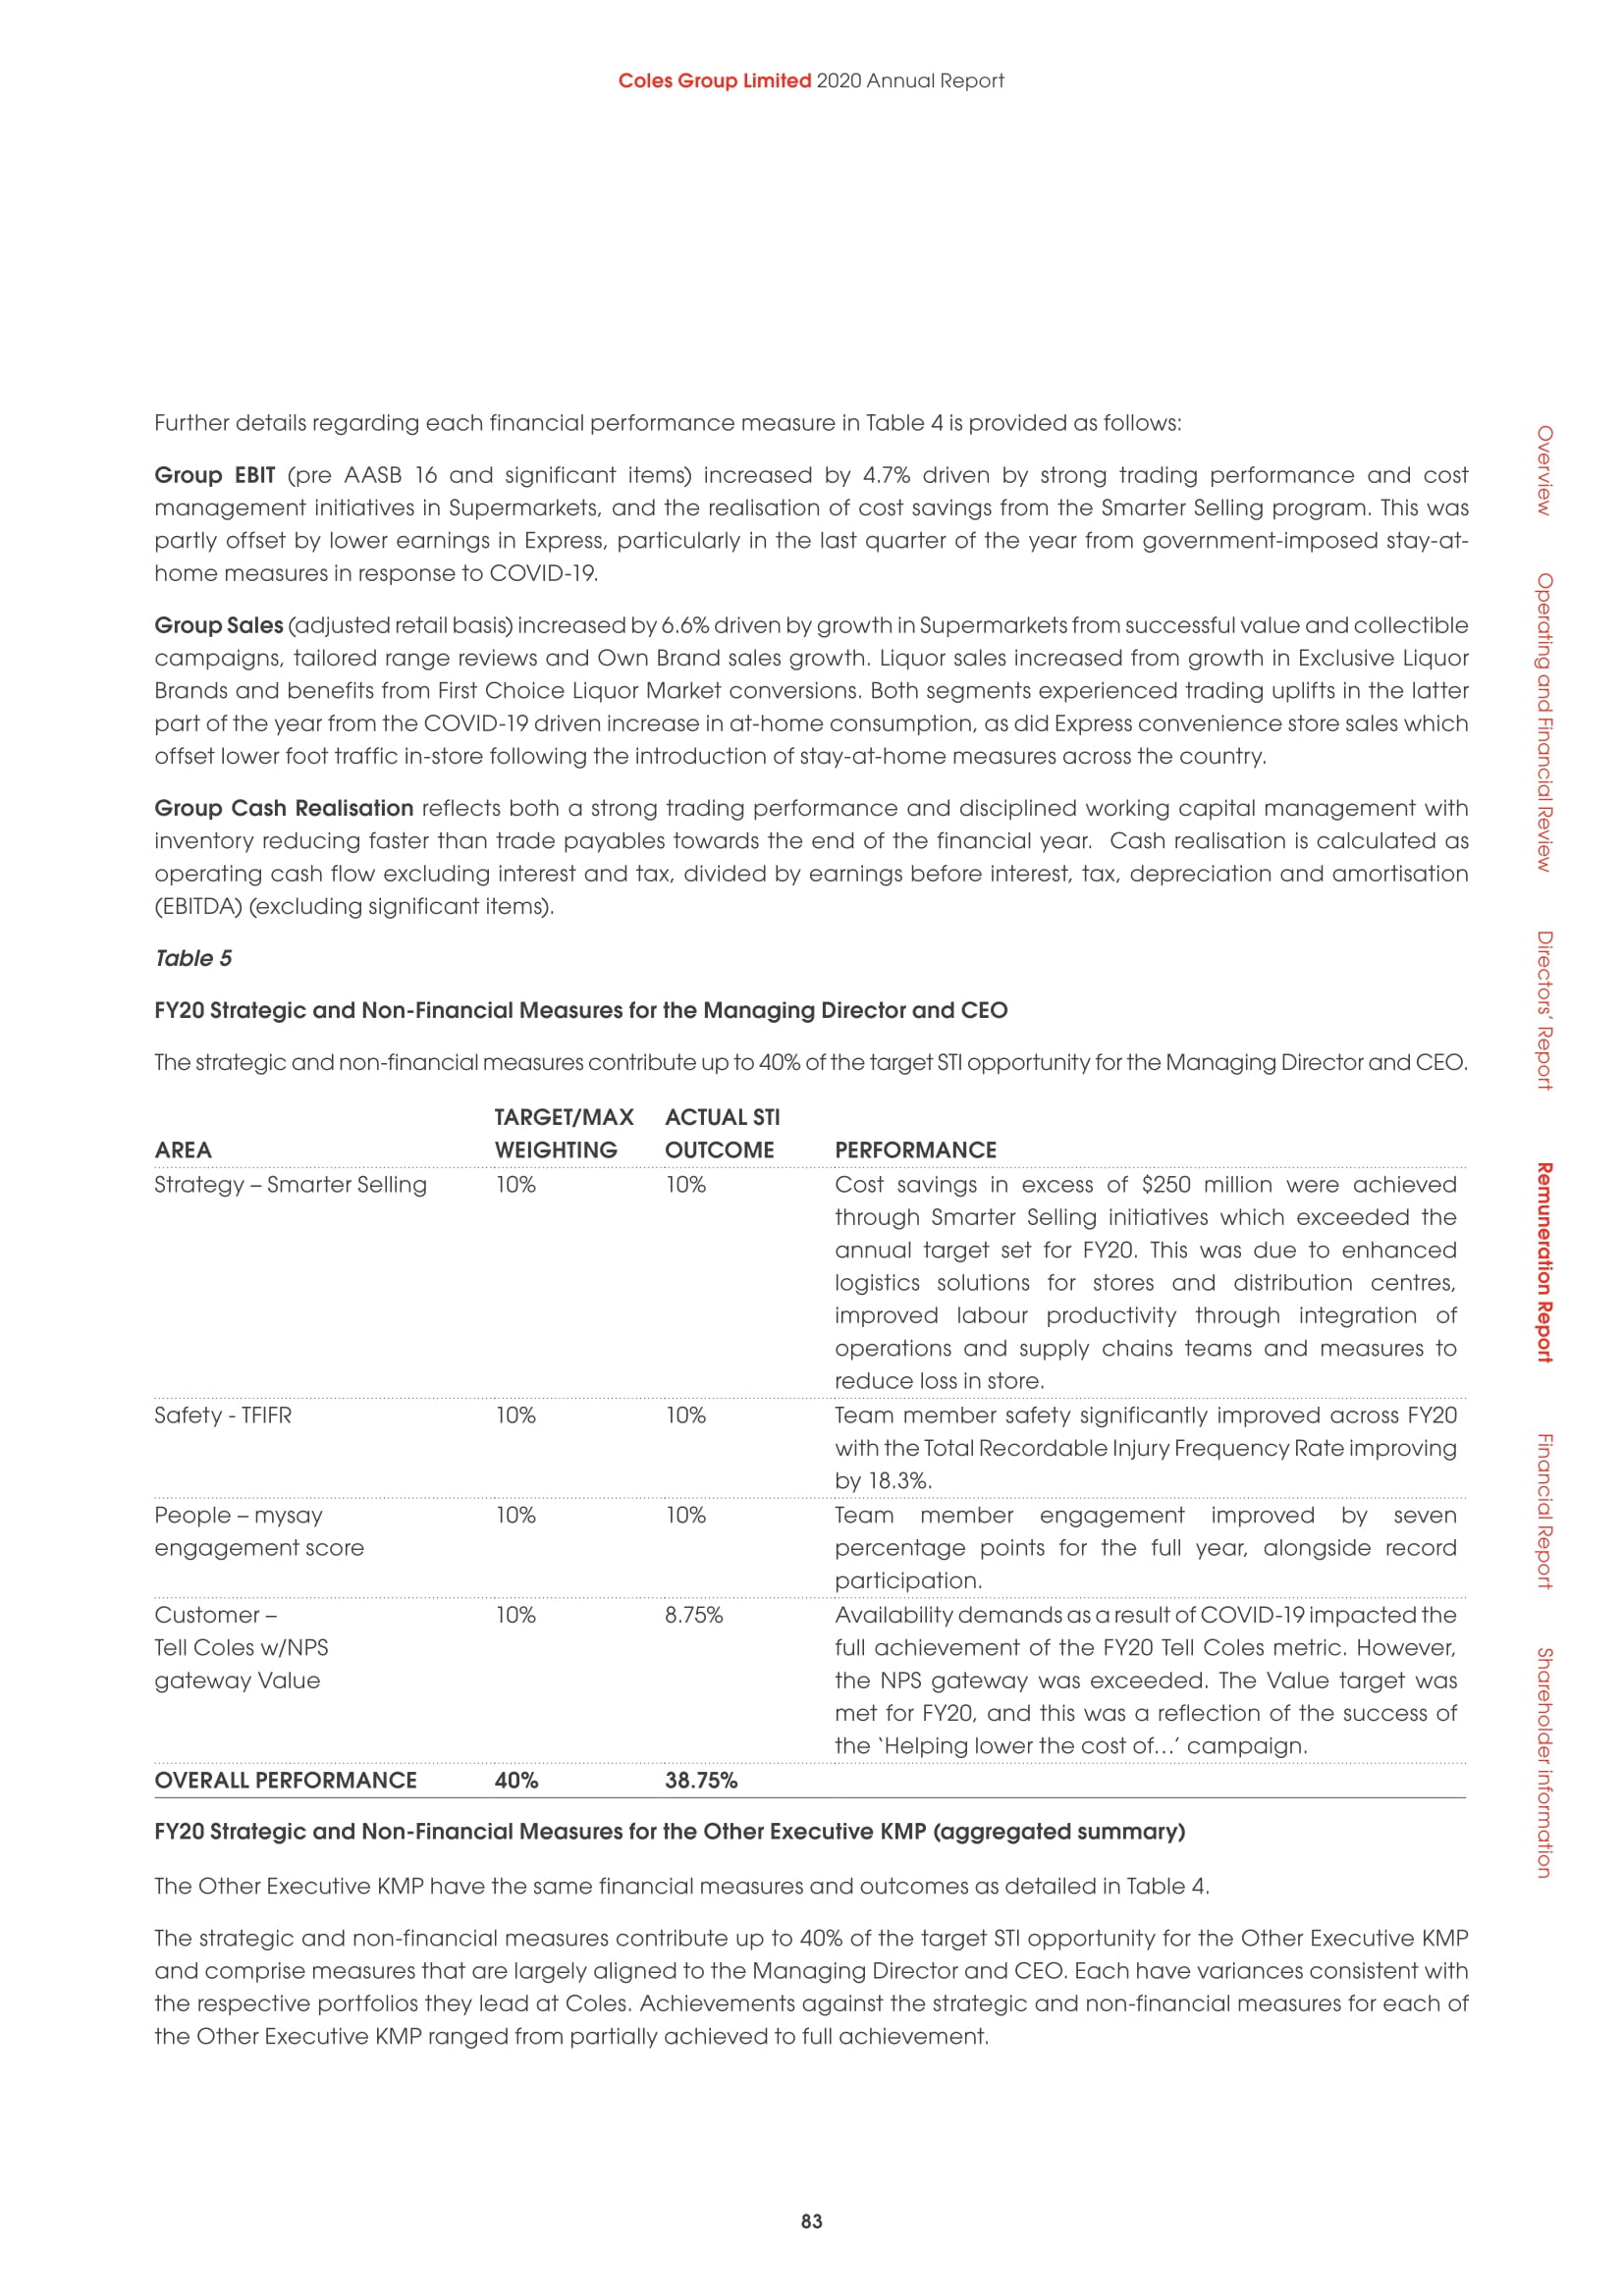 Coles Group Limited 2020 Annual Report
Further details regarding each financial performance measure in Table 4 is provided as follows:
Group EBIT (pre AASB 16 and significant items) increased by 4.7% driven by strong trading performance and cost
management initiatives in Supermarkets, and the realisation of cost savings from the Smarter Selling program. This was
partly offset by lower earnings in Express, particularly in the last quarter of the year from government-imposed stay-at-
home measures in response to COVID-19.
Group Sales (adjusted retail basis) increased by 6.6% driven by growth in Supermarkets from successful value and collectible
campaigns, tailored range reviews and Own Brand sales growth. Liquor sales increased from growth in Exclusive Liquor
Brands and benefits from First Choice Liquor Market conversions. Both segments experienced trading uplifts in the latter
part of the year from the COVID-19 driven increase in at-home consumption, as did Express convenience store sales which
offset lower foot traffic in-store following the introduction of stay-at-home measures across the country.
Group Cash Realisation reflects both a strong trading performance and disciplined working capital management with
inventory reducing faster than trade payables towards the end of the financial year. Cash realisation is calculated as
operating cash flow excluding interest and tax, divided by earnings before interest, tax, depreciation and amortisation
(EBITDA) (excluding significant items).
Table 5
FY20 Strategic and Non-Financial Measures for the Managing Director and CEO
The strategic and non-financial measures contribute up to 40% of the target STI opportunity for the Managing Director and CEO.
TARGET/MAX ACTUAL STI
AREA WEIGHTING OUTCOME PERFORMANCE
Strategy – Smarter Selling 10% 10% Cost savings in excess of $250 million were achieved
through Smarter Selling initiatives which exceeded the
annual target set for FY20. This was due to enhanced
logistics solutions for stores and distribution centres,
improved labour productivity through integration of
operations and supply chains teams and measures to
reduce loss in store.
Safety - TFIFR 10% 10% Team member safety significantly improved across FY20
with the Total Recordable Injury Frequency Rate improving
by 18.3%.
People – mysay 10% 10% Team member engagement improved by seven
engagement score percentage points for the full year, alongside record
participation.
Customer – 10% 8.75% Availability demands as a result of COVID-19 impacted the
Tell Coles w/NPS full achievement of the FY20 Tell Coles metric. However,
gateway Value the NPS gateway was exceeded. The Value target was
met for FY20, and this was a reflection of the success of
the ‘Helping lower the cost of…’ campaign.
OVERALL PERFORMANCE 40% 38.75%
FY20 Strategic and Non-Financial Measures for the Other Executive KMP (aggregated summary)
The Other Executive KMP have the same financial measures and outcomes as detailed in Table 4.
The strategic and non-financial measures contribute up to 40% of the target STI opportunity for the Other Executive KMP
and comprise measures that are largely aligned to the Managing Director and CEO. Each have variances consistent with
the respective portfolios they lead at Coles. Achievements against the strategic and non-financial measures for each of
the Other Executive KMP ranged from partially achieved to full achievement.
83
Overview
Operating and Financial Review
Directors’ Report
Remuneration Report
Financial Report
Shareholder information